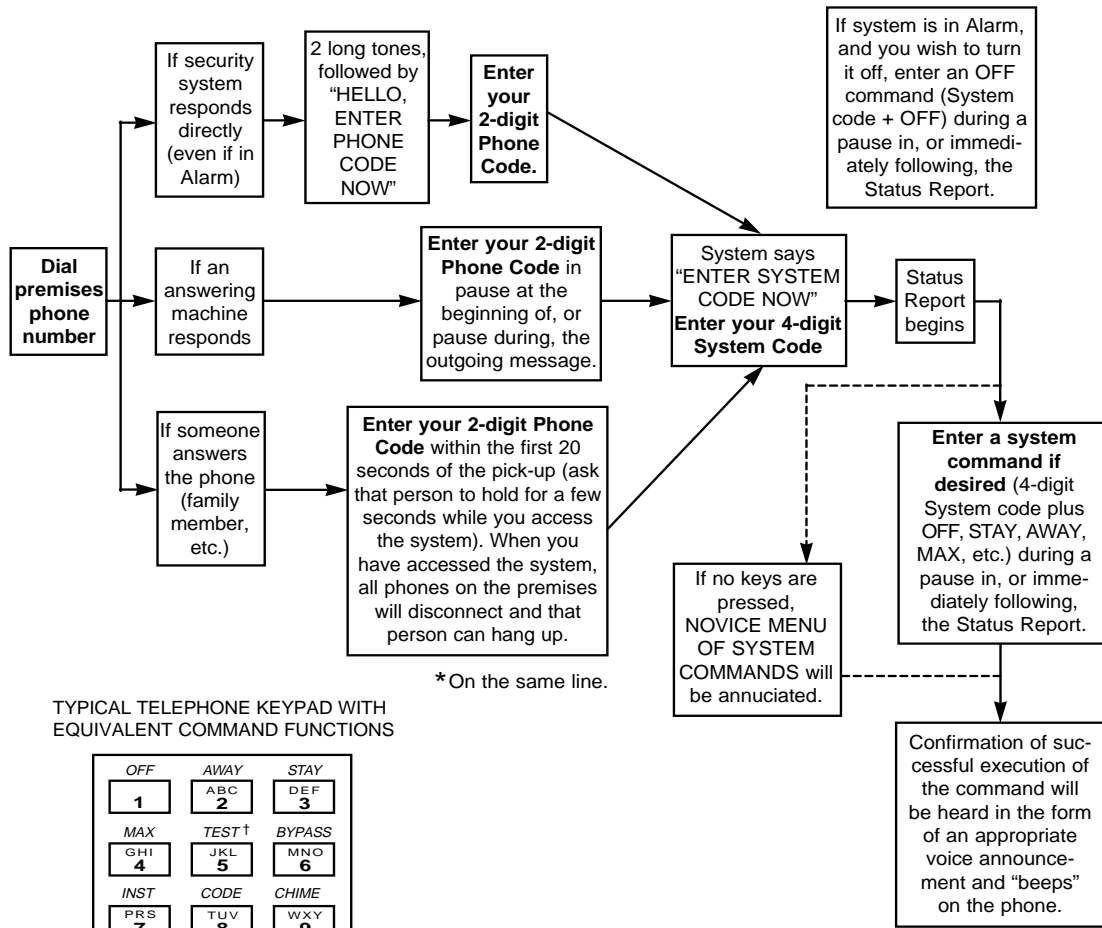 If security
system
responds
directly
(even if in
Alarm)
2 long tones,
followed by
“HELLO,
ENTER
PHONE
CODE
NOW”
Enter
your
2-digit
Phone
Code.
If system is in Alarm,
and you wish to turn
it off, enter an OFF
command (System
code + OFF) during a
pause in, or immedi-
ately following, the
Status Report.
Dial
premises
phone
number
If an
answering
machine
responds
Enter your 2-digit
Phone Code in
pause at the
beginning of, or
pause during, the
outgoing message.
System says
“ENTER SYSTEM
CODE NOW”
Enter your 4-digit
System Code
Status
Report
begins
If someone
answers
the phone
(family
member,
etc.)
Enter your 2-digit Phone
Code within the first 20
seconds of the pick-up (ask
that person to hold for a few
seconds while you access
the system). When you
have accessed the system,
all phones on the premises
will disconnect and that
person can hang up.
*On the same line.
If no keys are
pressed,
NOVICE MENU
OF SYSTEM
COMMANDS will
be annuciated.
Enter a system
command if
desired (4-digit
System code plus
OFF, STAY, AWAY,
MAX, etc.) during a
pause in, or imme-
diately following,
the Status Report.
Confirmation of suc-
cessful execution of
the command will
be heard in the form
of an appropriate
voice announce-
ment and “beeps”
on the phone.
TYPICAL TELEPHONE KEYPAD WITH
EQUIVALENT COMMAND FUNCTIONS
OFF AWAY STAY
ABC DEF
1 2 3
MAX TEST † BYPASS
GHI JKL MNO
4 5 6
INST CODE CHIME
PRS TUV WXY
7 8 9